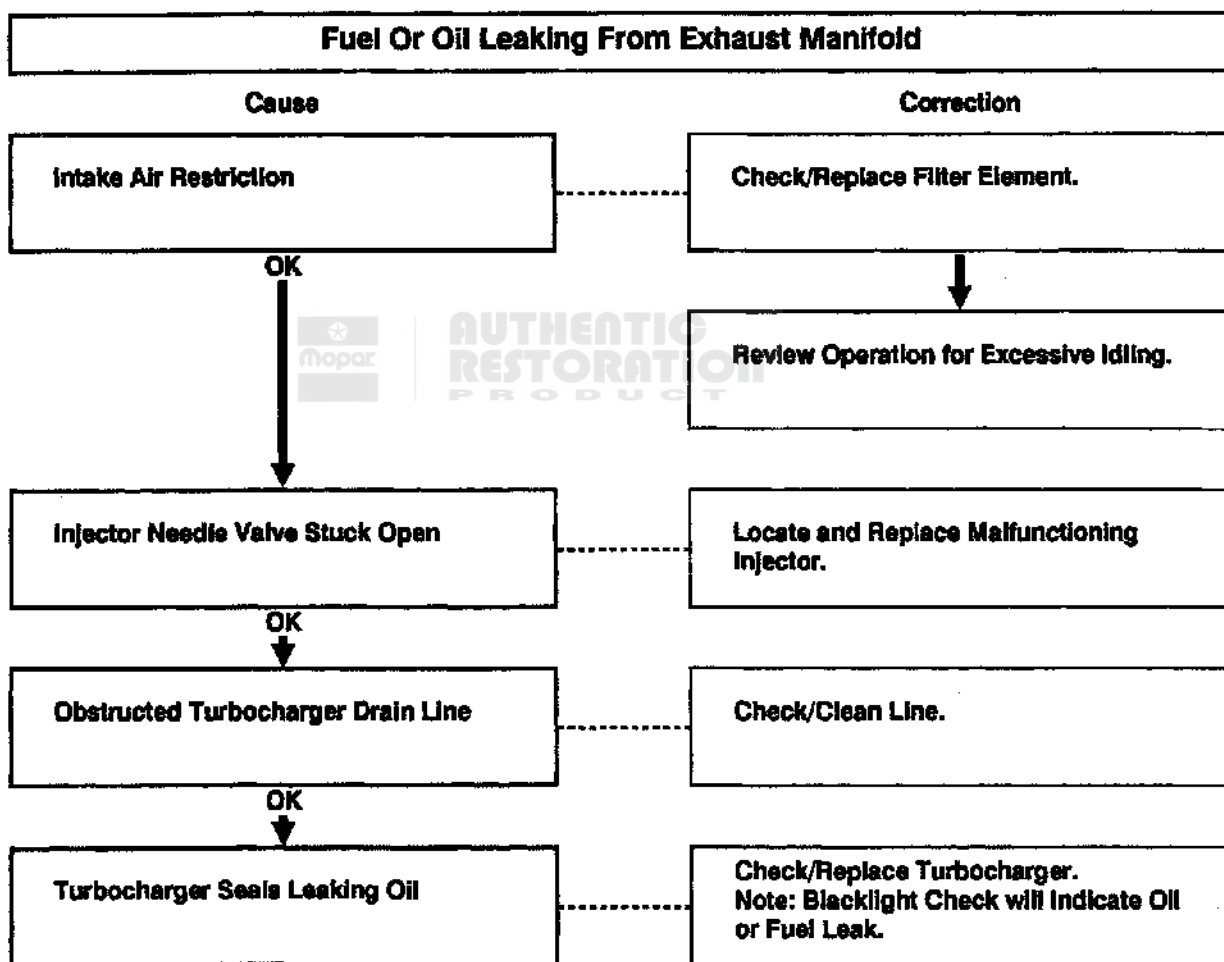 Fuel Or Oil Leaking From Exhaust Manifold
Cause
Correction
Intake Air Restriction
Check/Replace Filter Element.
OK
Review Operation for Excessive Idling.
Mopar
AUTHENTIC
RESTORATION
PRODUCT
Injector Needle Valve Stuck Open
Locate and Replace Malfunctioning
Injector.
OK
Obstructed Turbocharger Drain Line
Check/Clean Line.
OK
Turbocharger Seals Leaking Oil
Check/Replace Turbocharger.
Note: Blacklight Check will Indicate Oil
or Fuel Leak.